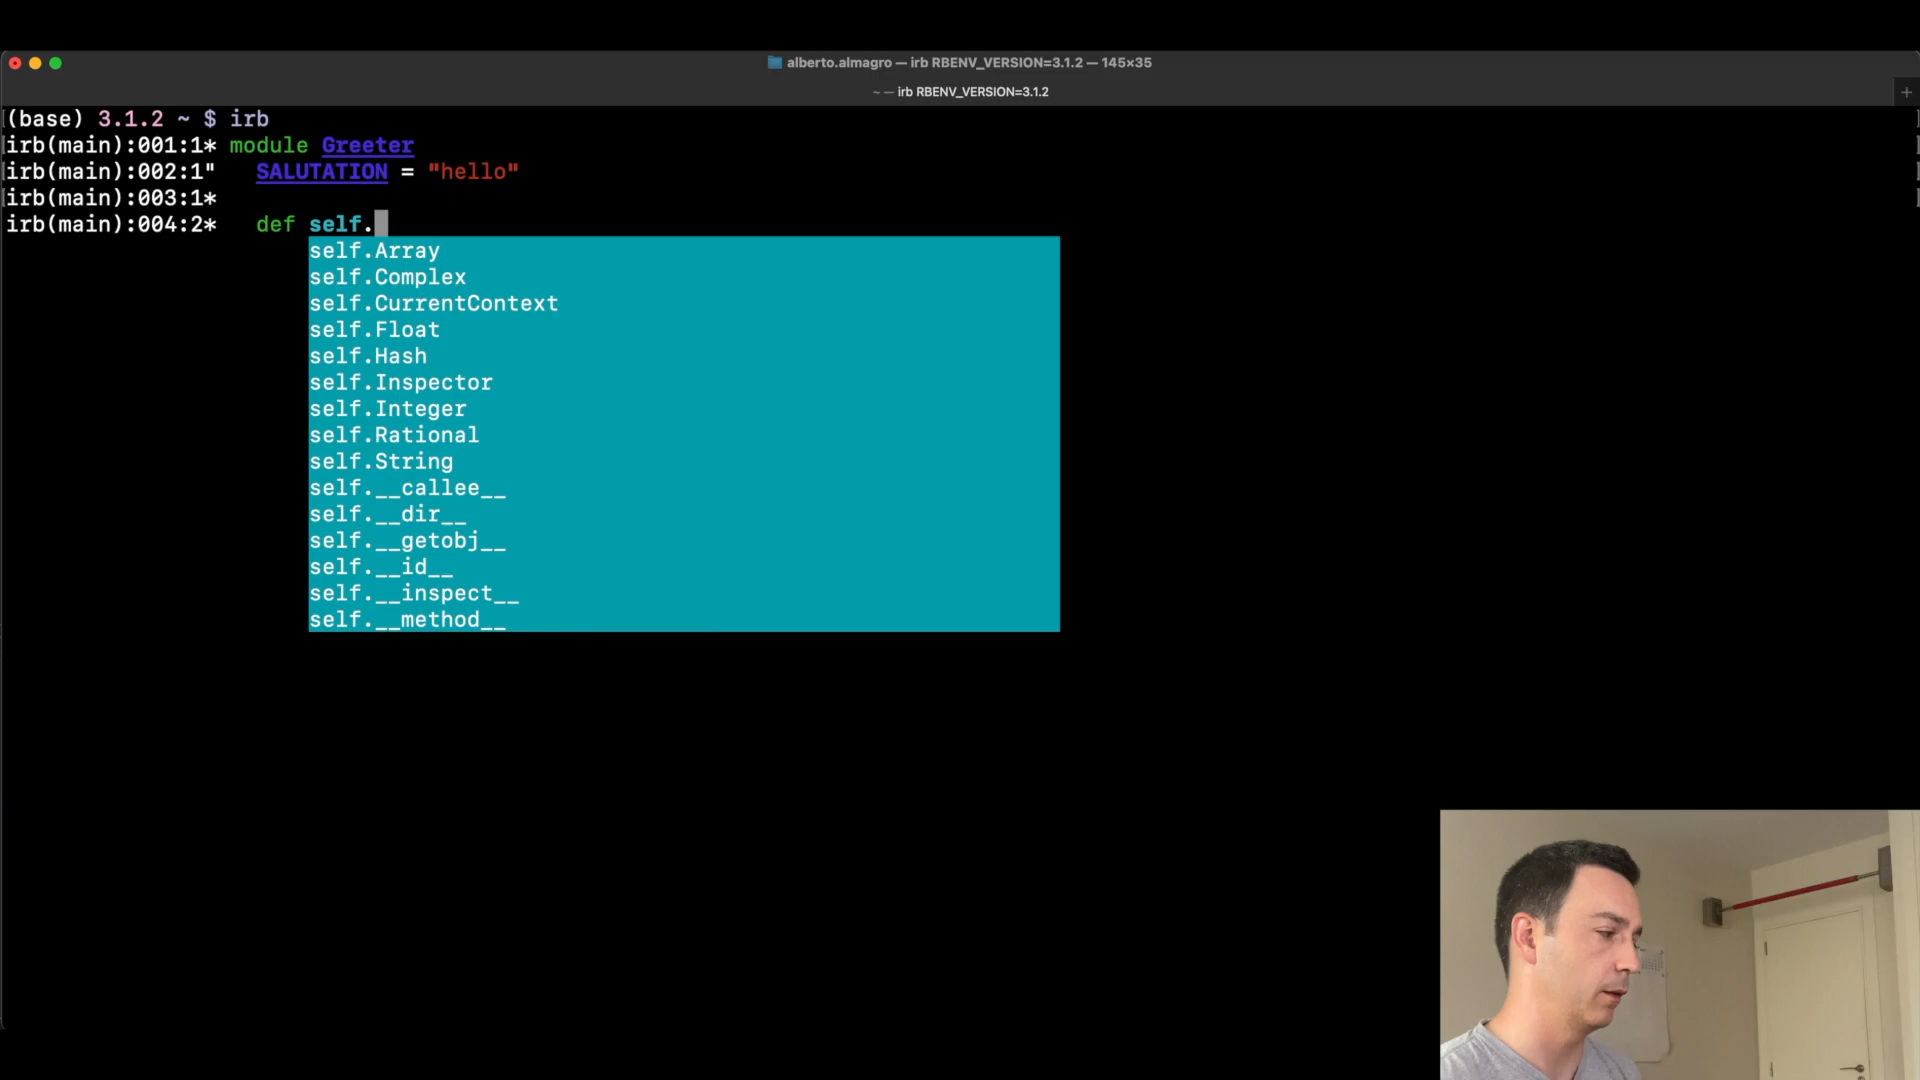 alberto.almagro — irb RBENV_VERSION=3.1.2 — 145×35
~ — irb RBENV_VERSION=3.1.2
(base) 3.1.2 ~ $ irb
irb(main):001:1* module Greeter
irb(main):002:1"   SALUTATION = "hello"
irb(main):003:1*
irb(main):004:2*   def self.
self.Array
self.Complex
self.CurrentContext
self.Float
self.Hash
self.Inspector
self.Integer
self.Rational
self.String
self.__callee__
self.__dir__
self.__getobj__
self.__id__
self.__inspect__
self.__method__